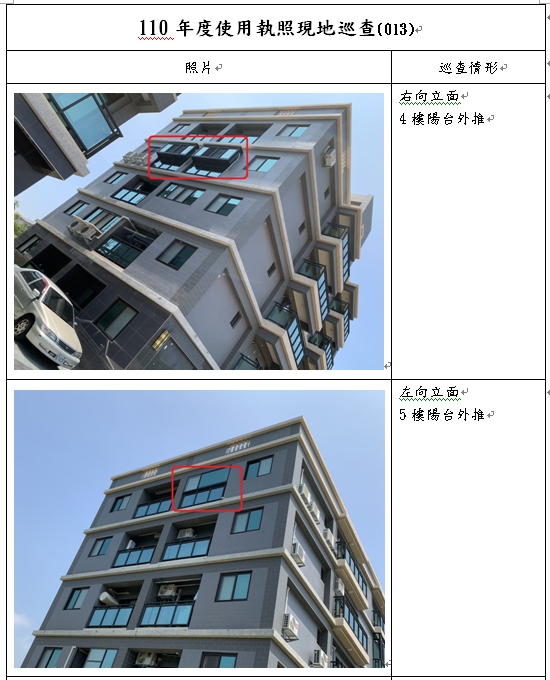 110 年度使用執照現地巡查(013)
照片
巡查情形
右向立面
4 樓陽台外推
左向立面
5 樓陽台外推